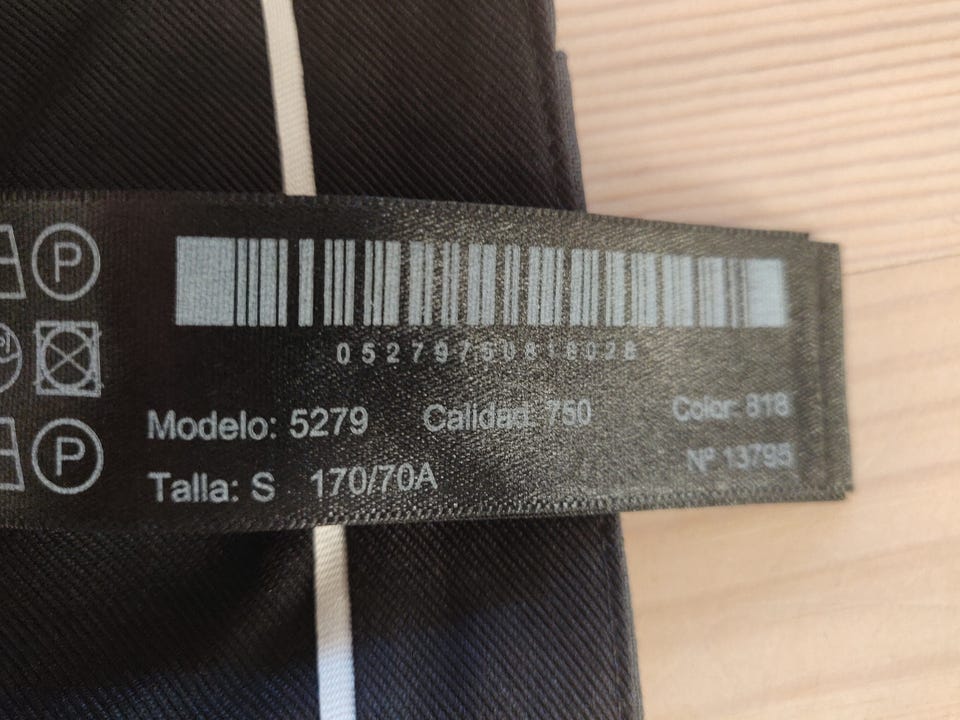 P
05279750818028
Modelo: 5279 Calidad: 750 Color: 818
P
Talla: S 170/70A Nº 13795